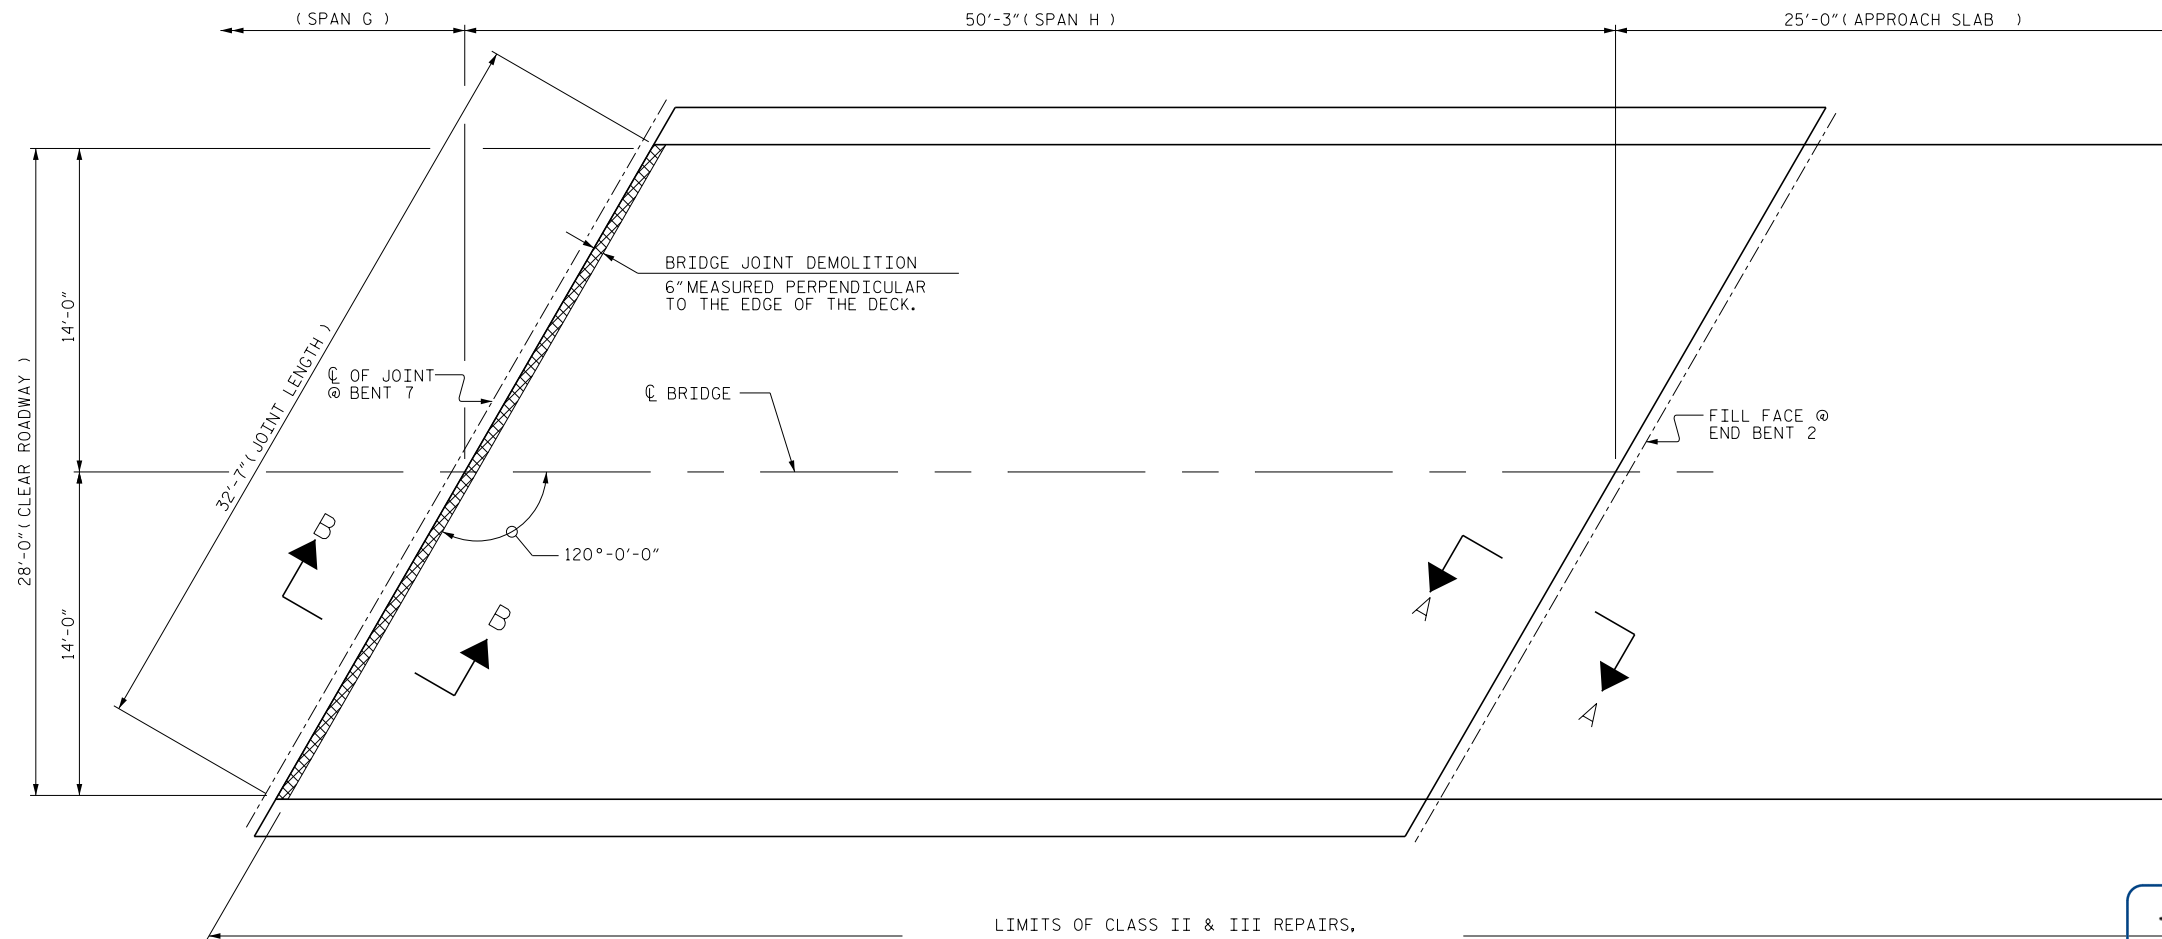 ( SPAN G )
50'-3" ( SPAN H )
25'-0" ( APPROACH SLAB )
28'-0" ( CLEAR ROADWAY )
14'-0"
14'-0"
32'-7" ( JOINT LENGTH )
BRIDGE JOINT DEMOLITION
6" MEASURED PERPENDICULAR
TO THE EDGE OF THE DECK.
℄ OF JOINT
@ BENT 7
℄ BRIDGE
FILL FACE @
END BENT 2
120°-0'-0"
B
B
A
A
LIMITS OF CLASS II & III REPAIRS,